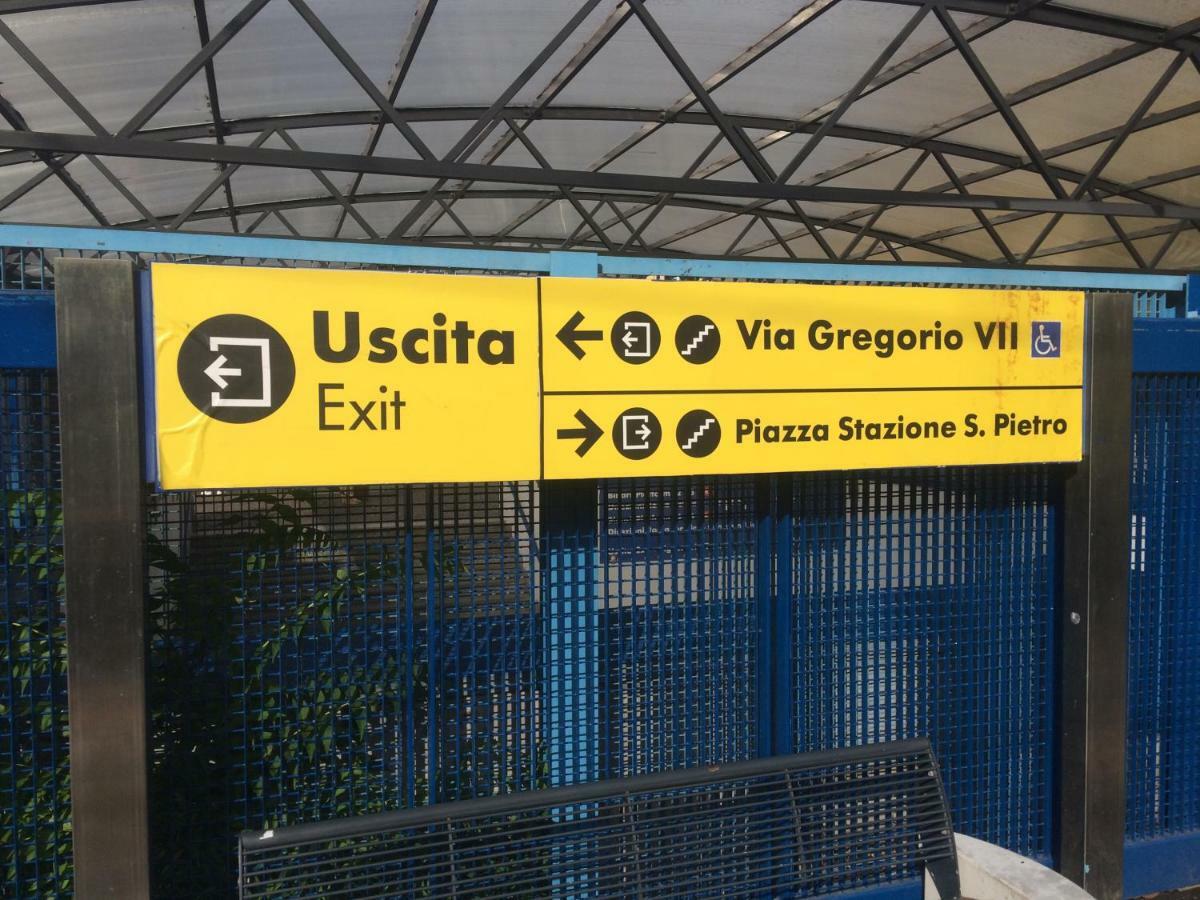 Uscita
Exit
Via Gregorio VII
Piazza Stazione S. Pietro